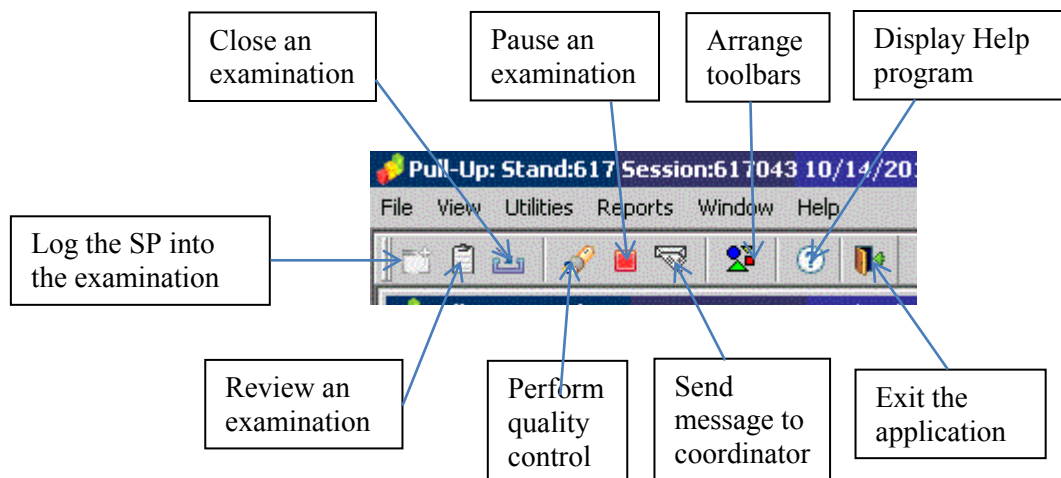 Close an
examination
Pause an
examination
Arrange
toolbars
Display Help
program
Pull-Up: Stand:617 Session:617043 10/14/201
File View Utilities Reports Window Help
Log the SP into
the examination
Review an
examination
Perform
quality
control
Send
message to
coordinator
Exit the
application